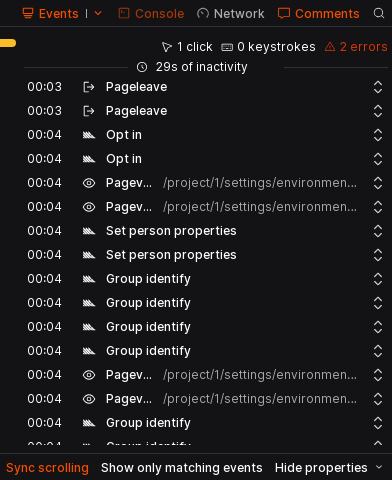 Events Console Network Comments
1 click 0 keystrokes 2 errors
29s of inactivity
00:03 Pageleave
00:03 Pageleave
00:04 Opt in
00:04 Opt in
00:04 Pagev... /project/1/settings/environmen...
00:04 Pagev... /project/1/settings/environmen...
00:04 Set person properties
00:04 Set person properties
00:04 Group identify
00:04 Group identify
00:04 Group identify
00:04 Group identify
00:04 Pagev... /project/1/settings/environmen...
00:04 Pagev... /project/1/settings/environmen...
00:04 Group identify
00:04 Group identify
Sync scrolling Show only matching events Hide properties